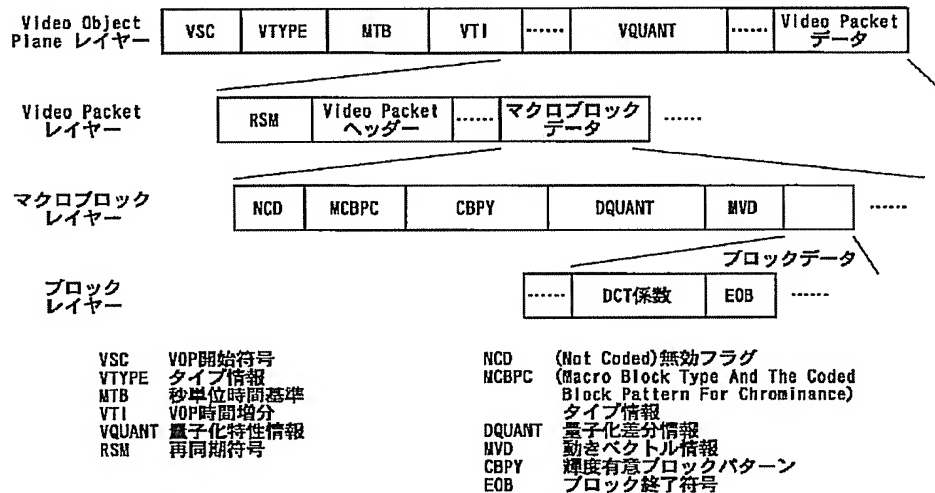 Video Object
Plane レイヤー
VSC VTYPE MTB VTI ...... VQUANT ...... Video Packet
データ
Video Packet
レイヤー
RSM Video Packet
ヘッダー ...... マクロブロック
データ ......
マクロブロック
レイヤー
NCD MCBPC CBPY DQUANT MVD ......
ブロックデータ
ブロック
レイヤー
...... DCT係数 EOB ......
VSC VOP開始符号
VTYPE タイプ情報
MTB 秒単位時間基準
VTI VOP時間増分
VQUANT 量子化特性情報
RSM 再同期符号
NCD (Not Coded)無効フラグ
MCBPC (Macro Block Type And The Coded
Block Pattern For Chrominance)
タイプ情報
DQUANT 量子化差分情報
MVD 動きベクトル情報
CBPY 輝度有意ブロックパターン
EOB ブロック終了符号